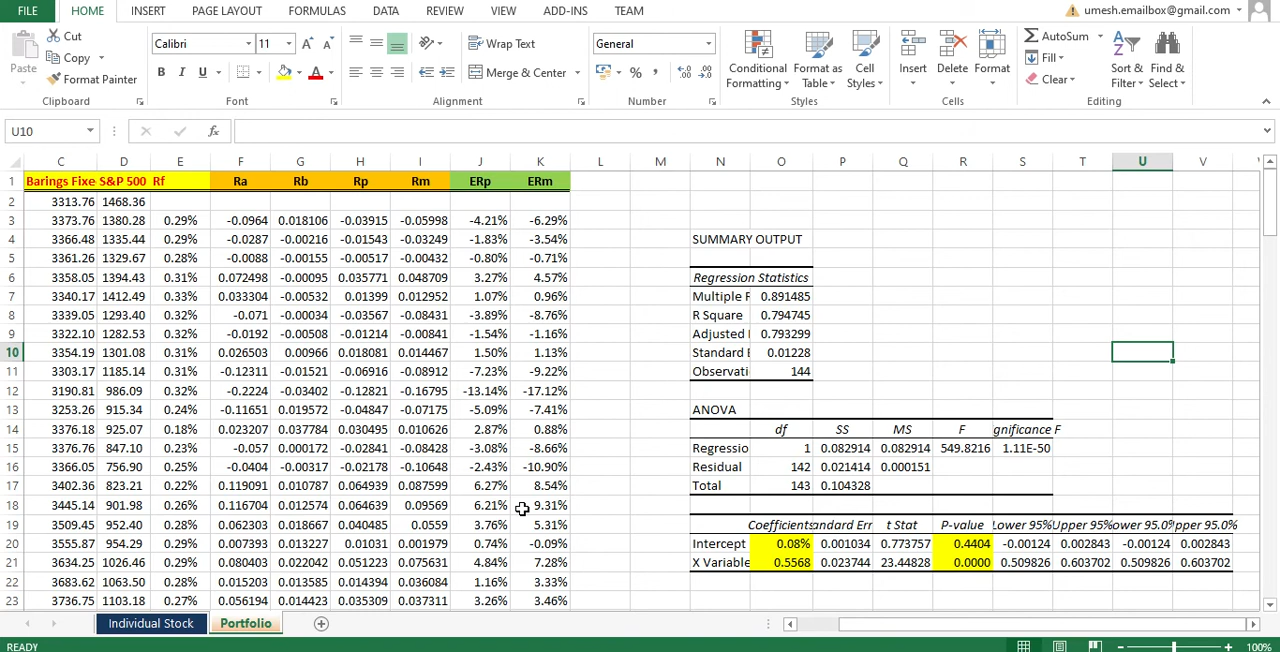 FILE HOME INSERT PAGE LAYOUT FORMULAS DATA REVIEW VIEW ADD-INS TEAM umesh.emailbox@gmail.com
Paste Cut Copy Format Painter Clipboard
Calibri 11 B I U A Font
Wrap Text Merge & Center Alignment
General % , Number
Conditional Formatting Format as Table Cell Styles Styles
Insert Delete Format Cells
AutoSum Fill Clear Sort & Filter Find & Select Editing
U10 fx
C D E F G H I J K L M N O P Q R S T U V
1 Barings Fixe S&P 500 Rf Ra Rb Rp Rm ERp ERm
2 3313.76 1468.36
3 3373.76 1380.28 0.29% -0.0964 0.018106 -0.03915 -0.05998 -4.21% -6.29%
4 3366.48 1335.44 0.29% -0.0287 -0.00216 -0.01543 -0.03249 -1.83% -3.54% SUMMARY OUTPUT
5 3361.26 1329.67 0.28% -0.0088 -0.00155 -0.00517 -0.00432 -0.80% -0.71%
6 3358.05 1394.43 0.31% 0.072498 -0.00095 0.035771 0.048709 3.27% 4.57% Regression Statistics
7 3340.17 1412.49 0.33% 0.033304 -0.00532 0.01399 0.012952 1.07% 0.96% Multiple F 0.891485
8 3339.05 1293.40 0.32% -0.071 -0.00034 -0.03567 -0.08431 -3.89% -8.76% R Square 0.794745
9 3322.10 1282.53 0.32% -0.0192 -0.00508 -0.01214 -0.00841 -1.54% -1.16% Adjusted 0.793299
10 3354.19 1301.08 0.31% 0.026503 0.00966 0.018081 0.014467 1.50% 1.13% Standard E 0.01228
11 3303.17 1185.14 0.31% -0.12311 -0.01521 -0.06916 -0.08912 -7.23% -9.22% Observati 144
12 3190.81 986.09 0.32% -0.2224 -0.03402 -0.12821 -0.16795 -13.14% -17.12%
13 3253.26 915.34 0.24% -0.11651 0.019572 -0.04847 -0.07175 -5.09% -7.41% ANOVA
14 3376.18 925.07 0.18% 0.023207 0.037784 0.030495 0.010626 2.87% 0.88% df SS MS F gnificance F
15 3376.76 847.10 0.23% -0.057 0.000172 -0.02841 -0.08428 -3.08% -8.66% Regressio 1 0.082914 0.082914 549.8216 1.11E-50
16 3366.05 756.90 0.25% -0.0404 -0.00317 -0.02178 -0.10648 -2.43% -10.90% Residual 142 0.021414 0.000151
17 3402.36 823.21 0.22% 0.119091 0.010787 0.064939 0.087599 6.27% 8.54% Total 143 0.104328
18 3445.14 901.98 0.26% 0.116704 0.012574 0.064639 0.09569 6.21% 9.31%
19 3509.45 952.40 0.28% 0.062303 0.018667 0.040485 0.0559 3.76% 5.31% Coefficients andard Err t Stat P-value Lower 95% Upper 95% ower 95.0% pper 95.0%
20 3555.87 954.29 0.29% 0.007393 0.013227 0.01031 0.001979 0.74% -0.09% Intercept 0.08% 0.001034 0.773757 0.4404 -0.00124 0.002843 -0.00124 0.002843
21 3634.25 1026.46 0.29% 0.080403 0.022042 0.051223 0.075631 4.84% 7.28% X Variable 0.5568 0.023744 23.44828 0.0000 0.509826 0.603702 0.509826 0.603702
22 3683.62 1063.50 0.28% 0.015203 0.013585 0.014394 0.036084 1.16% 3.33%
23 3736.75 1103.18 0.27% 0.056194 0.014423 0.035309 0.037311 3.26% 3.46%
Individual Stock Portfolio
READY 100%